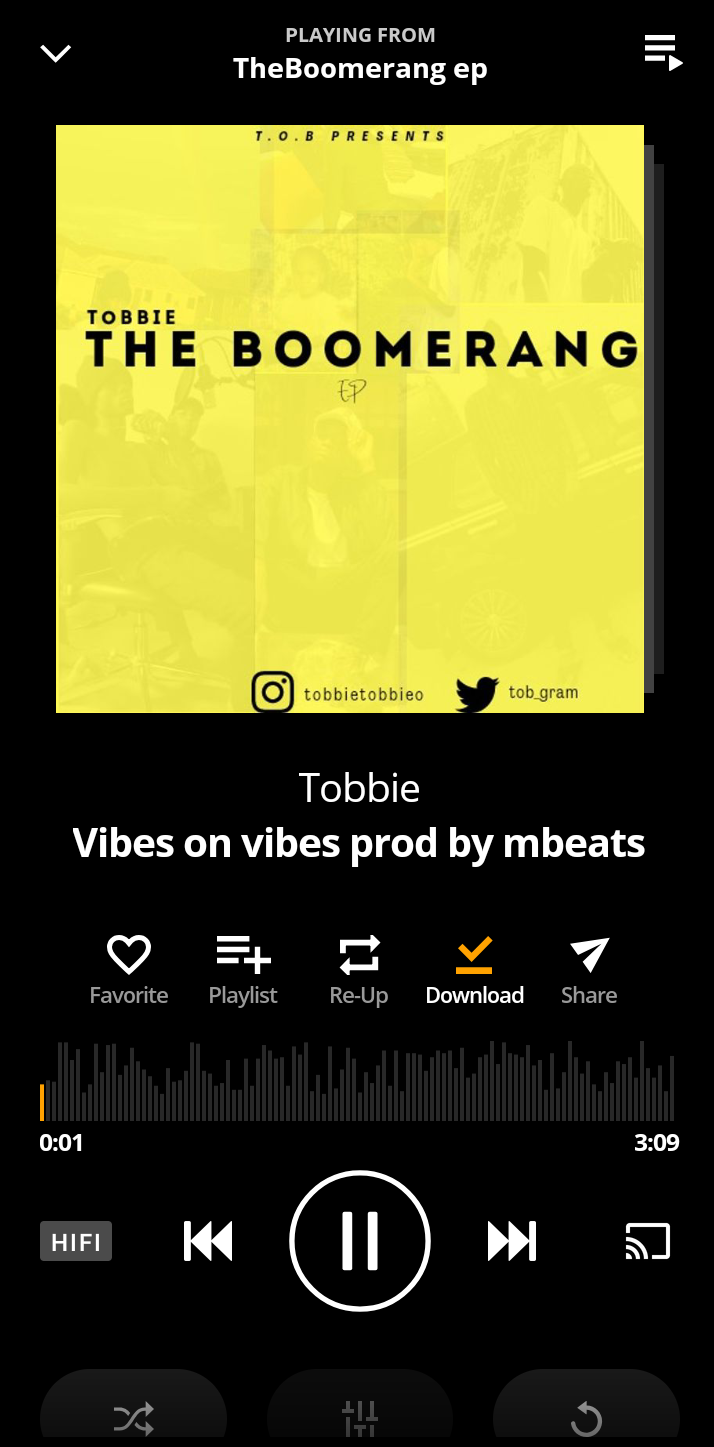 PLAYING FROM
TheBoomerang ep
T.O.B PRESENTS
TOBBIE
THE BOOMERANG
EP
tobbietobbieo
tob_gram
Tobbie
Vibes on vibes prod by mbeats
Favorite Playlist Re-Up Download Share
0:01 3:09
HIFI